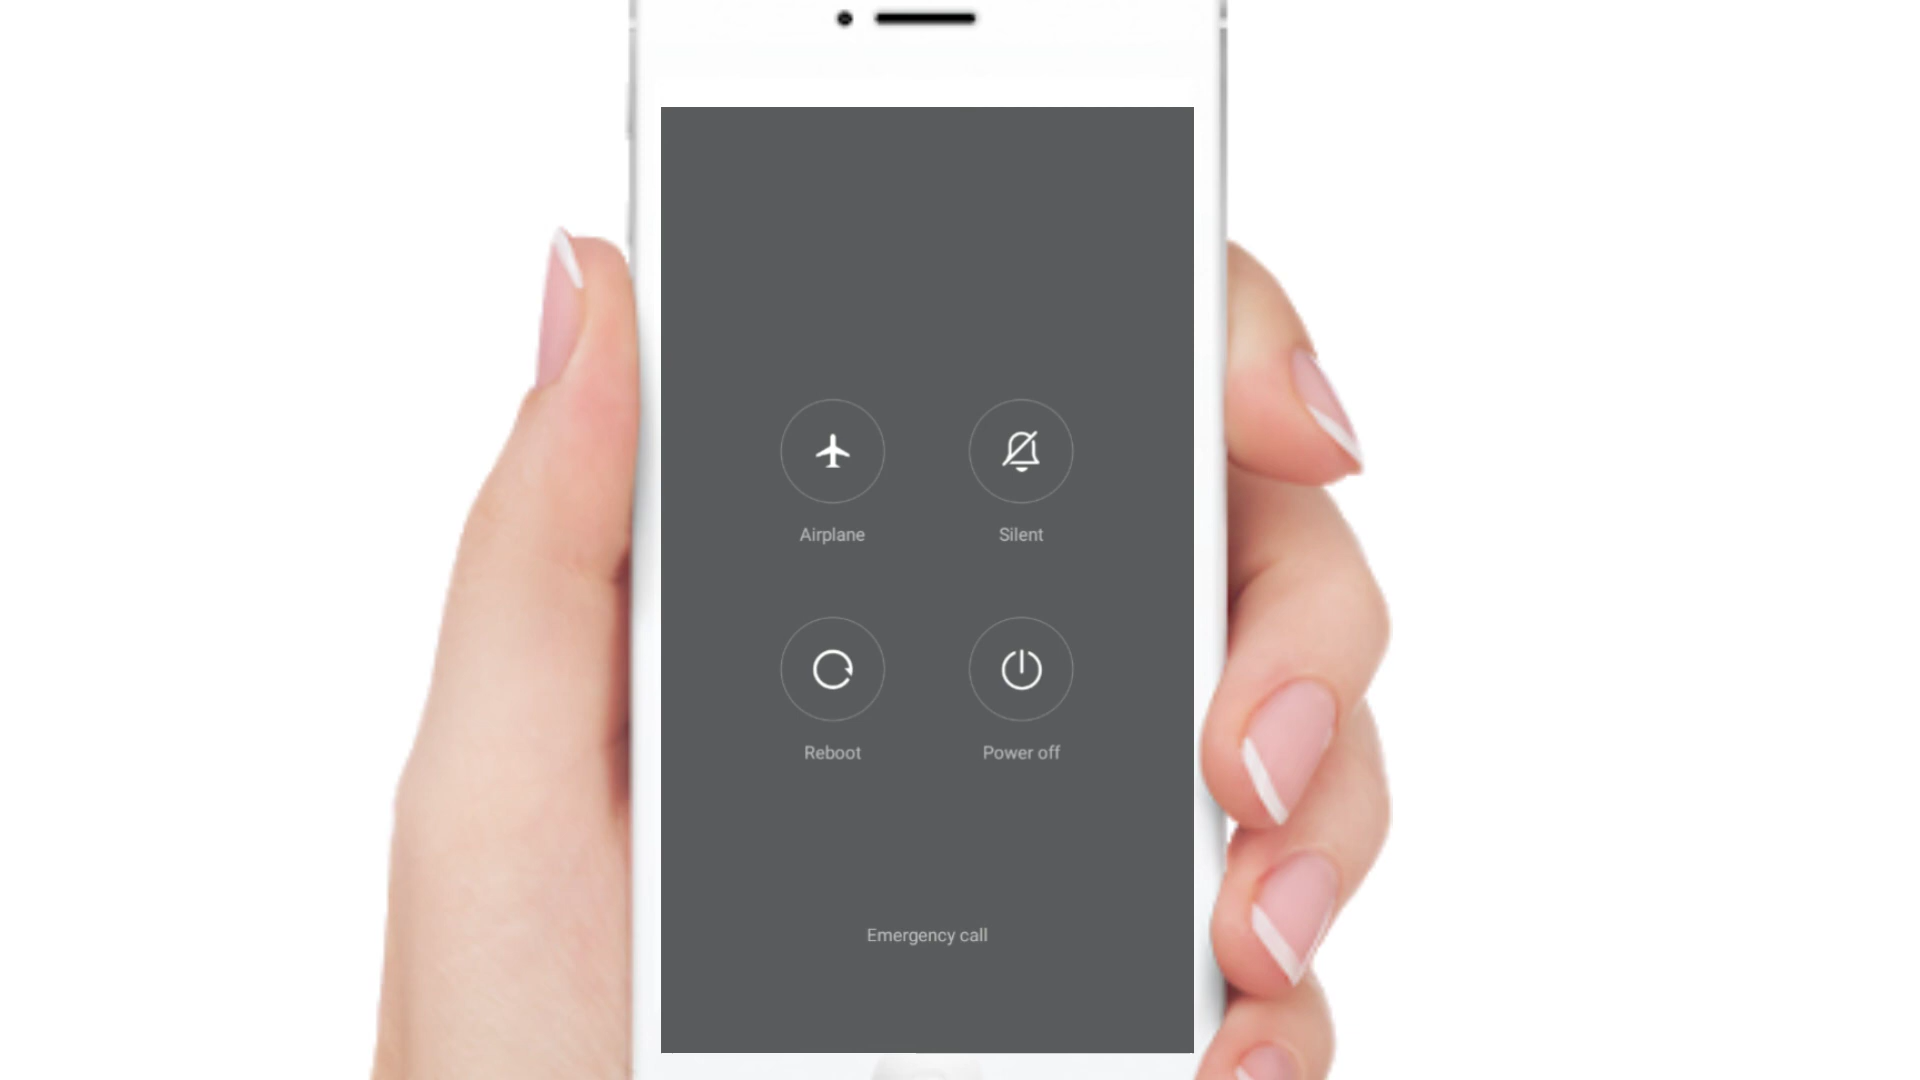 Airplane
Silent
Reboot
Power off
Emergency call